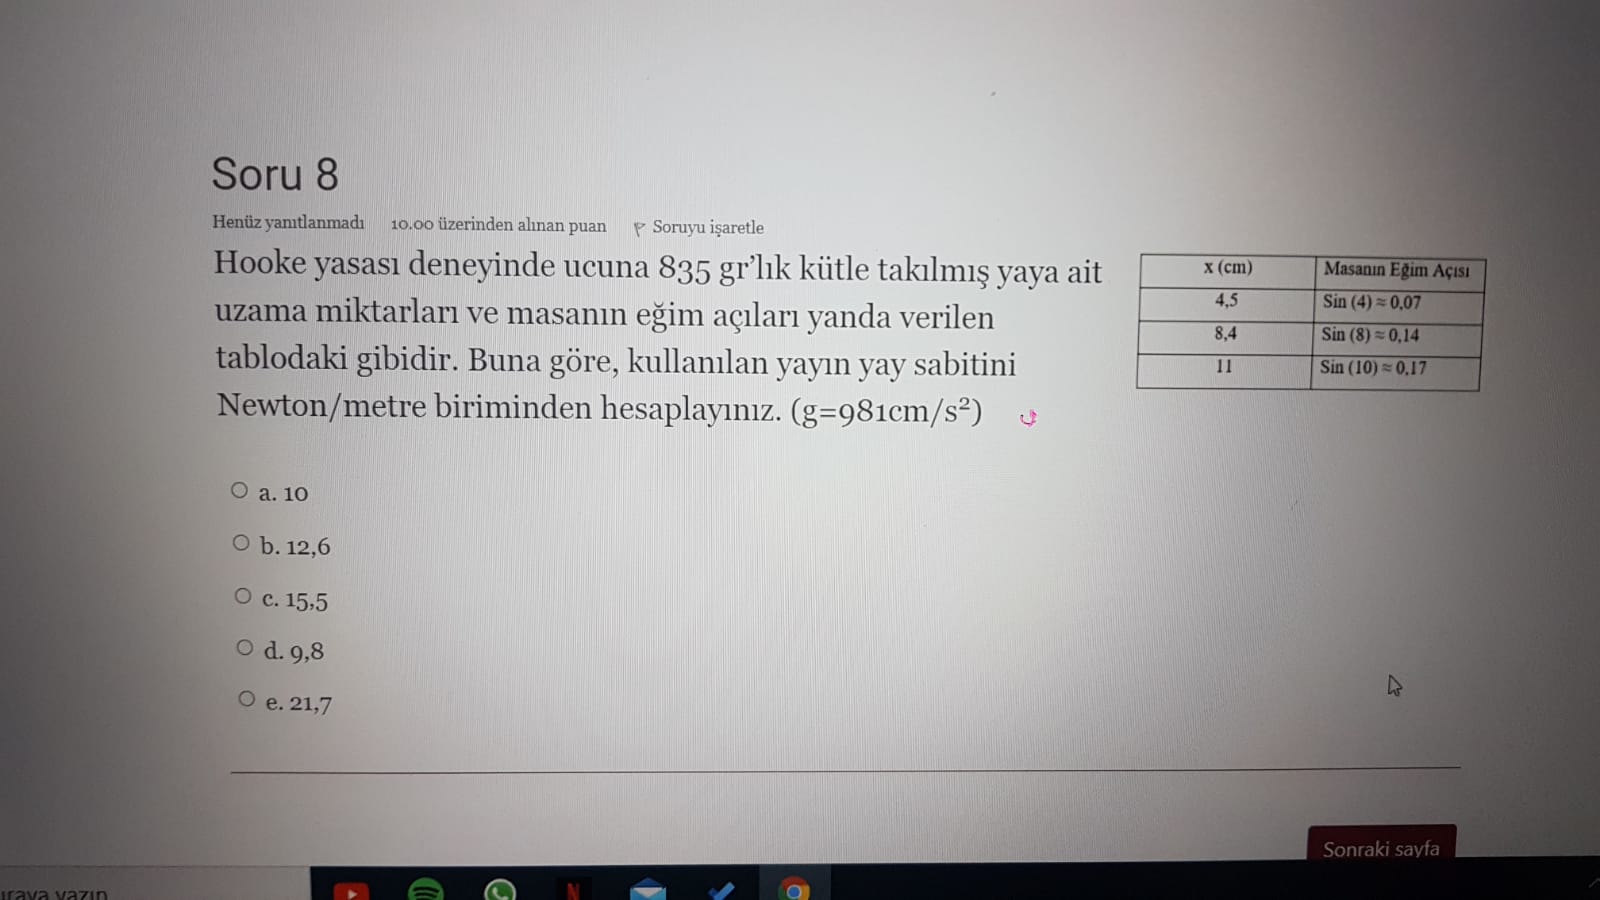 Soru 8
Henüz yanıtlanmadı 10.00 üzerinden alınan puan Soruyu işaretle
Hooke yasası deneyinde ucuna 835 gr’lık kütle takılmış yaya ait
uzama miktarları ve masanın eğim açıları yanda verilen
tablodaki gibidir. Buna göre, kullanılan yayın yay sabitini
Newton/metre biriminden hesaplayınız. (g=981cm/s²)
x (cm) Masanın Eğim Açısı
4,5 Sin (4) ≈ 0,07
8,4 Sin (8) ≈ 0,14
11 Sin (10) ≈ 0,17
a. 10
b. 12,6
c. 15,5
d. 9,8
e. 21,7
Sonraki sayfa
yazın